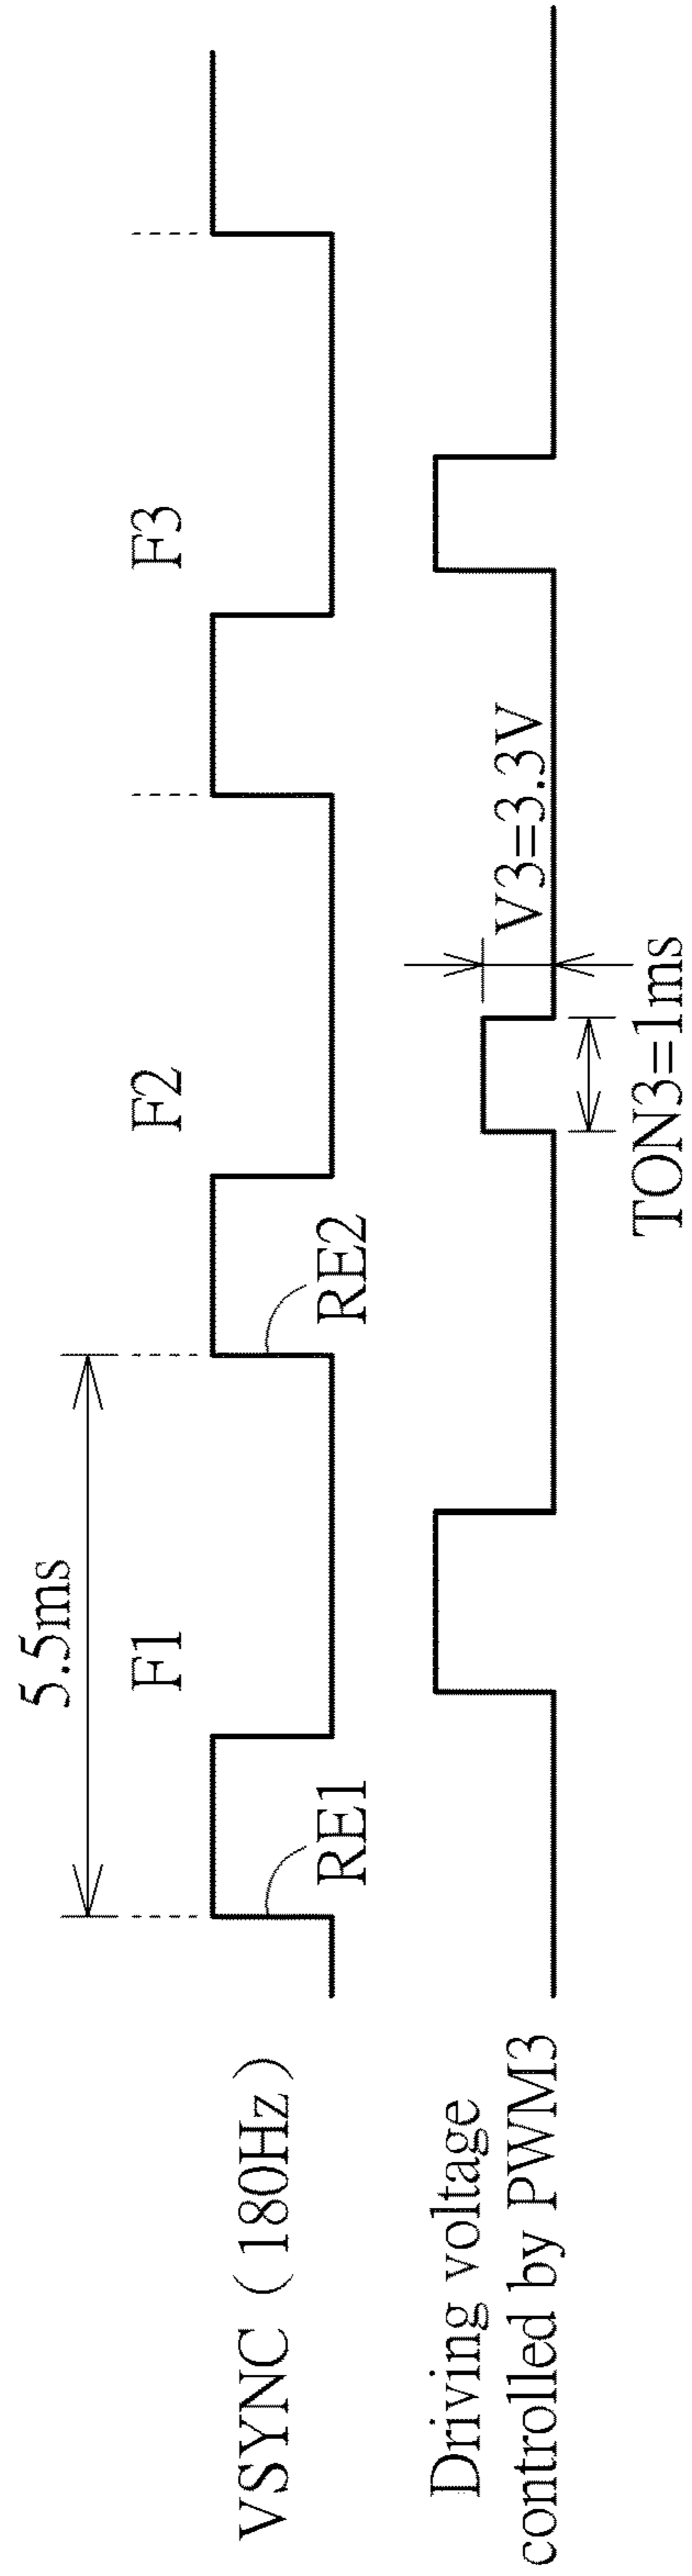 5.5ms
F1
F2
F3
VSYNC (180Hz)
RE1
RE2
Driving voltage
controlled by PWM3
V3=3.3V
TON3=1ms